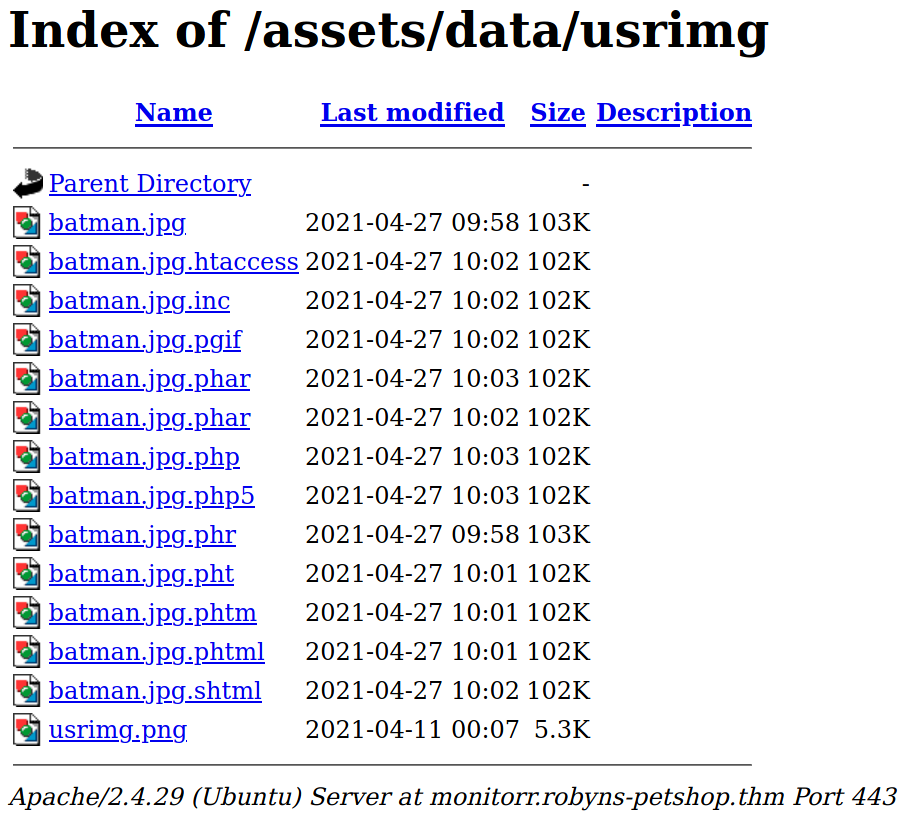 Index of /assets/data/usrimg
Name Last modified Size Description
Parent Directory -
batman.jpg 2021-04-27 09:58 103K
batman.jpg.htaccess 2021-04-27 10:02 102K
batman.jpg.inc 2021-04-27 10:02 102K
batman.jpg.pgif 2021-04-27 10:02 102K
batman.jpg.phar 2021-04-27 10:03 102K
batman.jpg.phar 2021-04-27 10:02 102K
batman.jpg.php 2021-04-27 10:03 102K
batman.jpg.php5 2021-04-27 10:03 102K
batman.jpg.phr 2021-04-27 09:58 103K
batman.jpg.pht 2021-04-27 10:01 102K
batman.jpg.phtm 2021-04-27 10:01 102K
batman.jpg.phtml 2021-04-27 10:01 102K
batman.jpg.shtml 2021-04-27 10:02 102K
usrimg.png 2021-04-11 00:07 5.3K
Apache/2.4.29 (Ubuntu) Server at monitorr.robyns-petshop.thm Port 443